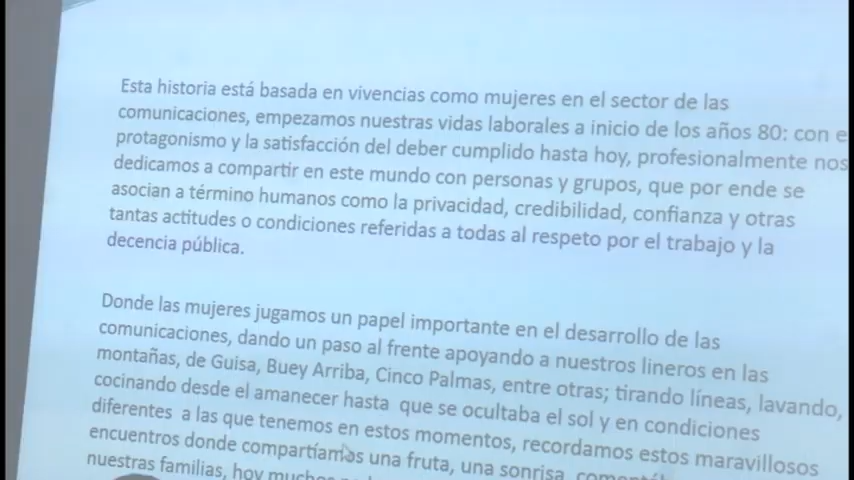 Esta historia está basada en vivencias como mujeres en el sector de las
comunicaciones, empezamos nuestras vidas laborales a inicio de los años 80: con e
protagonismo y la satisfacción del deber cumplido hasta hoy, profesionalmente nos
dedicamos a compartir en este mundo con personas y grupos, que por ende se
asocian a término humanos como la privacidad, credibilidad, confianza y otras
tantas actitudes o condiciones referidas a todas al respeto por el trabajo y la
decencia pública.
Donde las mujeres jugamos un papel importante en el desarrollo de las
comunicaciones, dando un paso al frente apoyando a nuestros lineros en las
montañas, de Guisa, Buey Arriba, Cinco Palmas, entre otras; tirando líneas, lavando,
cocinando desde el amanecer hasta que se ocultaba el sol y en condiciones
diferentes a las que tenemos en estos momentos, recordamos estos maravillosos
encuentros donde compartíamos una fruta, una sonrisa,
nuestras familias, hoy